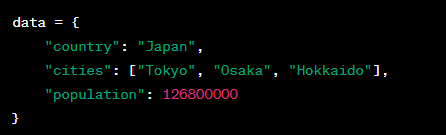 data = {
    "country": "Japan",
    "cities": ["Tokyo", "Osaka", "Hokkaido"],
    "population": 126800000
}